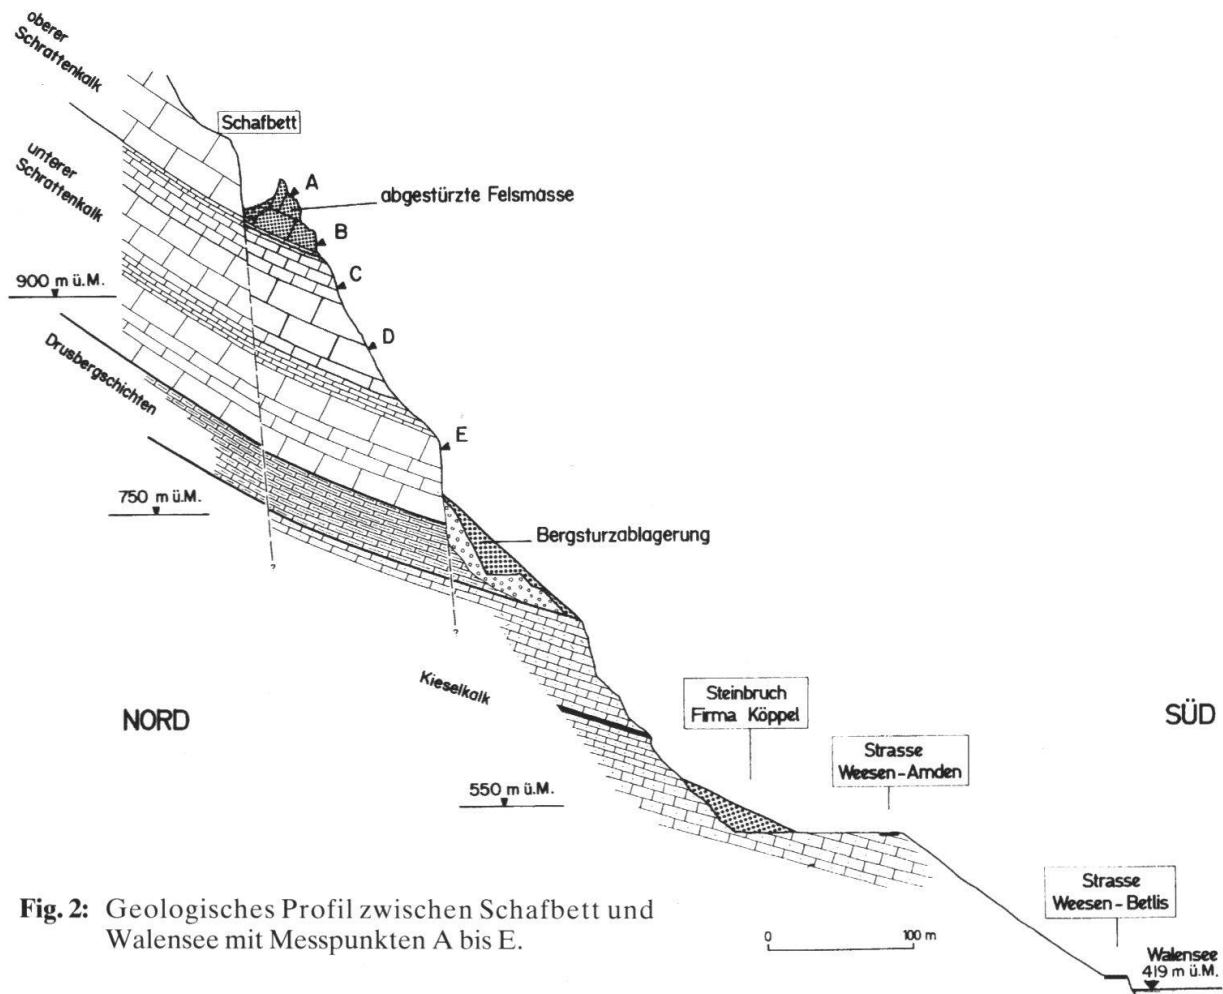 oberer
Schrattenkalk
Schafbett
unterer
Schrattenkalk
A
abgestürzte Felsmasse
B
C
900 m ü.M.
D
Drusbergschichten
E
750 m ü.M.
Bergsturzablagerung
?
?
Kieselkalk
NORD
SÜD
Steinbruch
Firma Köppel
Strasse
Weesen-Amden
550 m ü.M.
Strasse
Weesen-Betlis
Fig. 2: Geologisches Profil zwischen Schafbett und
Walensee mit Messpunkten A bis E.
0 100 m
Walensee
419 m ü.M.